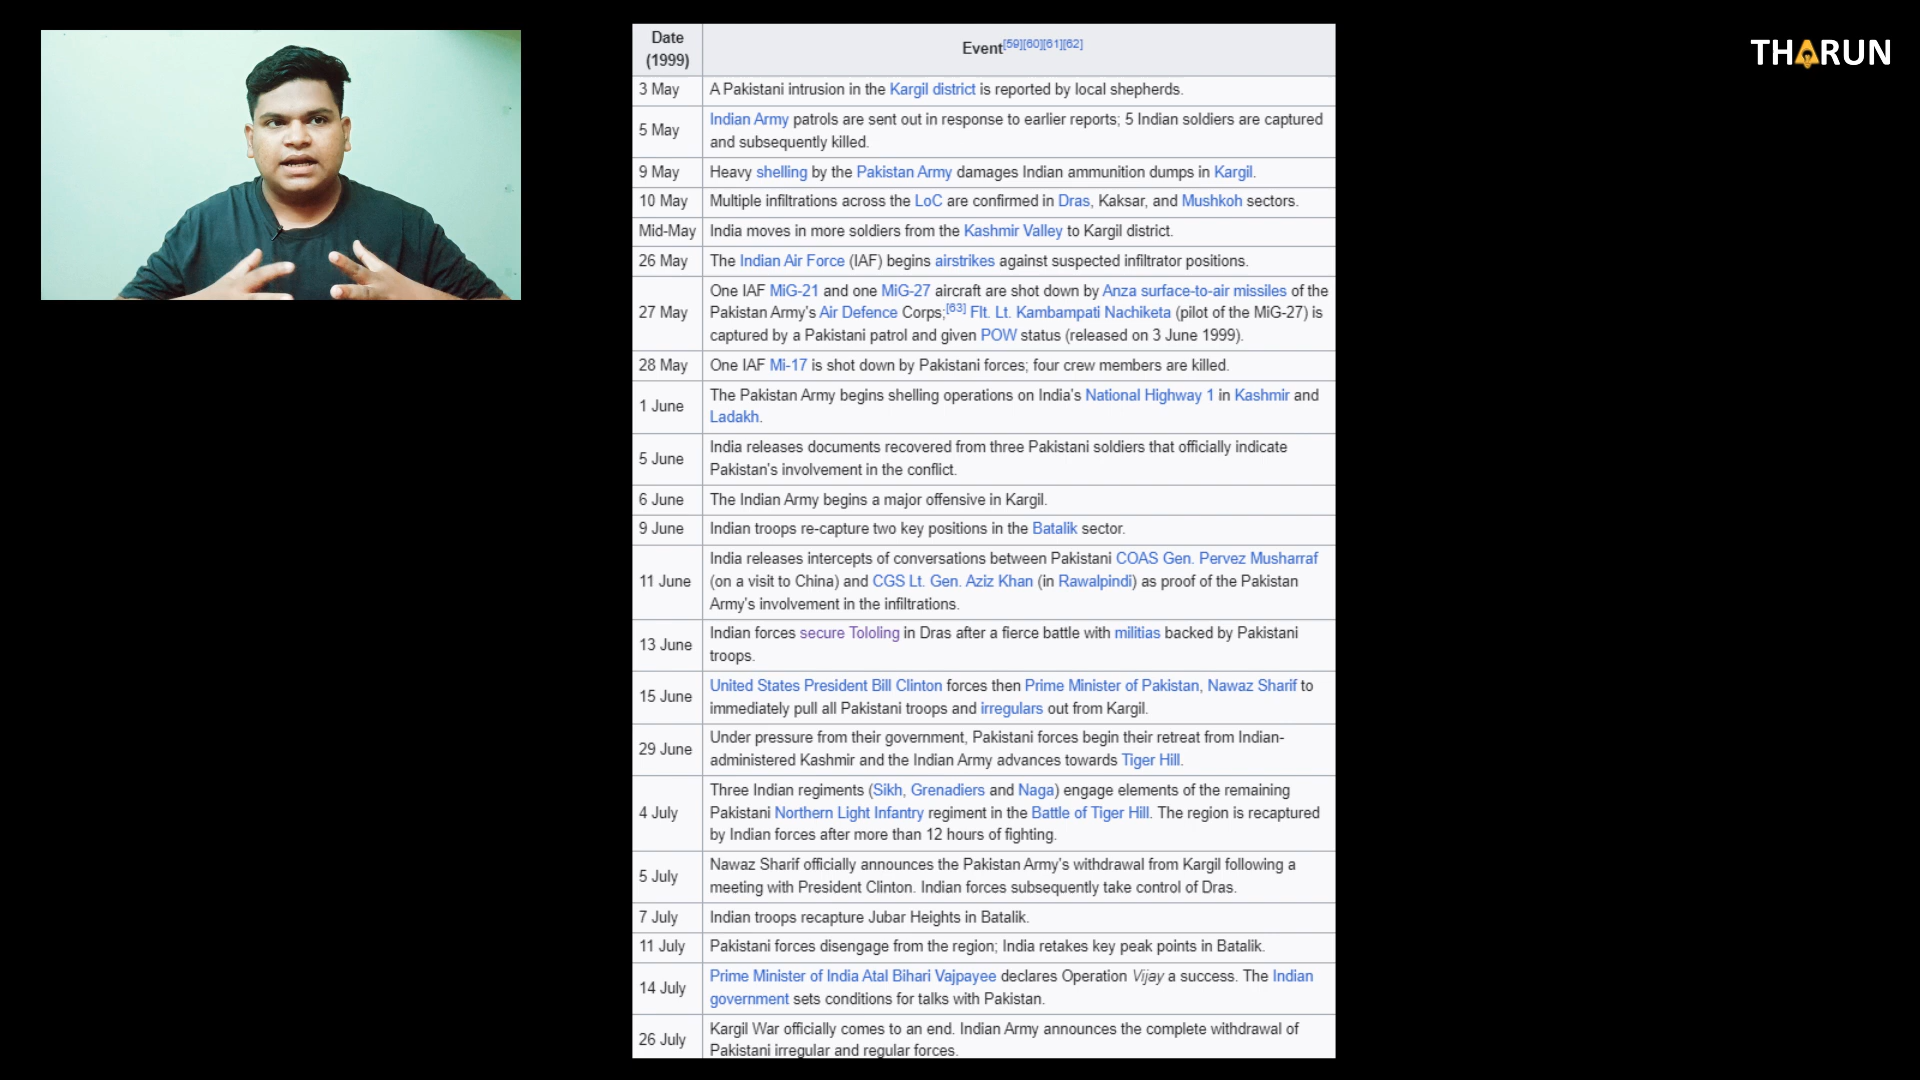 THARUN
Date
(1999)
Event[59][60][61][62]
3 May
A Pakistani intrusion in the Kargil district is reported by local shepherds.
5 May
Indian Army patrols are sent out in response to earlier reports; 5 Indian soldiers are captured
and subsequently killed.
9 May
Heavy shelling by the Pakistan Army damages Indian ammunition dumps in Kargil.
10 May
Multiple infiltrations across the LoC are confirmed in Dras, Kaksar, and Mushkoh sectors.
Mid-May
India moves in more soldiers from the Kashmir Valley to Kargil district.
26 May
The Indian Air Force (IAF) begins airstrikes against suspected infiltrator positions.
27 May
One IAF MiG-21 and one MiG-27 aircraft are shot down by Anza surface-to-air missiles of the
Pakistan Army's Air Defence Corps;[63] Flt. Lt. Kambampati Nachiketa (pilot of the MiG-27) is
captured by a Pakistani patrol and given POW status (released on 3 June 1999).
28 May
One IAF Mi-17 is shot down by Pakistani forces; four crew members are killed.
1 June
The Pakistan Army begins shelling operations on India's National Highway 1 in Kashmir and
Ladakh.
5 June
India releases documents recovered from three Pakistani soldiers that officially indicate
Pakistan's involvement in the conflict.
6 June
The Indian Army begins a major offensive in Kargil.
9 June
Indian troops re-capture two key positions in the Batalik sector.
11 June
India releases intercepts of conversations between Pakistani COAS Gen. Pervez Musharraf
(on a visit to China) and CGS Lt. Gen. Aziz Khan (in Rawalpindi) as proof of the Pakistan
Army's involvement in the infiltrations.
13 June
Indian forces secure Tololing in Dras after a fierce battle with militias backed by Pakistani
troops.
15 June
United States President Bill Clinton forces then Prime Minister of Pakistan, Nawaz Sharif to
immediately pull all Pakistani troops and irregulars out from Kargil.
29 June
Under pressure from their government, Pakistani forces begin their retreat from Indian-
administered Kashmir and the Indian Army advances towards Tiger Hill.
4 July
Three Indian regiments (Sikh, Grenadiers and Naga) engage elements of the remaining
Pakistani Northern Light Infantry regiment in the Battle of Tiger Hill. The region is recaptured
by Indian forces after more than 12 hours of fighting.
5 July
Nawaz Sharif officially announces the Pakistan Army's withdrawal from Kargil following a
meeting with President Clinton. Indian forces subsequently take control of Dras.
7 July
Indian troops recapture Jubar Heights in Batalik.
11 July
Pakistani forces disengage from the region; India retakes key peak points in Batalik.
14 July
Prime Minister of India Atal Bihari Vajpayee declares Operation Vijay a success. The Indian
government sets conditions for talks with Pakistan.
26 July
Kargil War officially comes to an end. Indian Army announces the complete withdrawal of
Pakistani irregular and regular forces.